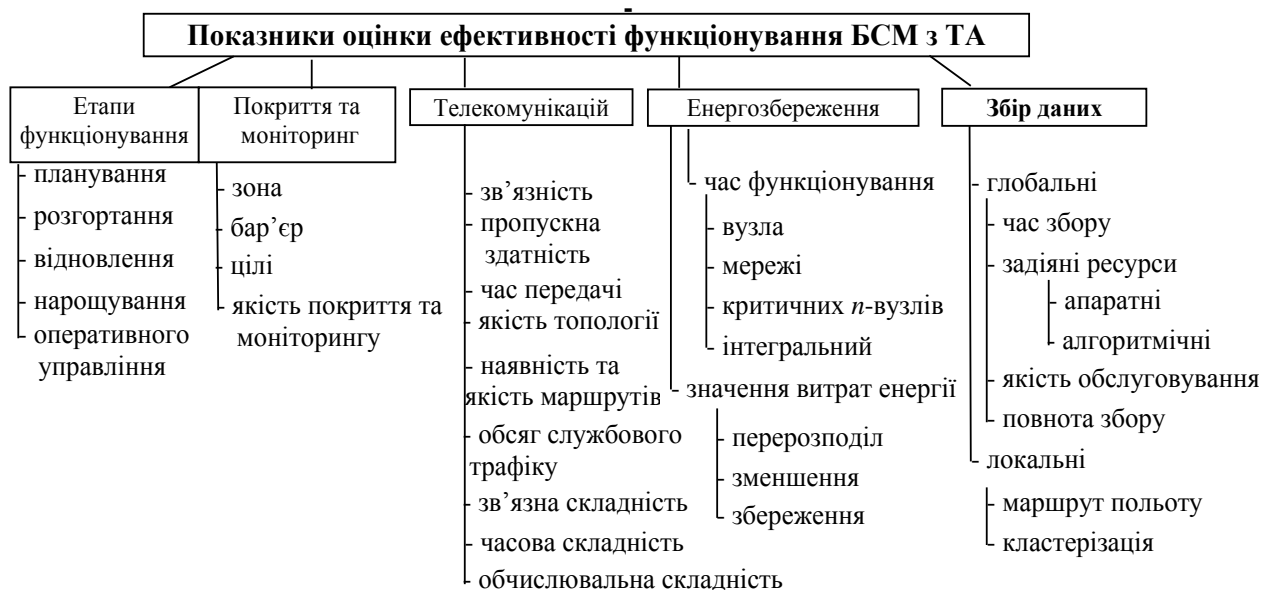 Показники оцінки ефективності функціонування БСМ з ТА
Етапи
функціонування
- планування
- розгортання
- відновлення
- нарощування
- оперативного
управління
Покриття та
моніторинг
- зона
- бар’єр
- цілі
- якість покриття та
моніторингу
Телекомунікацій
- зв’язність
- пропускна
здатність
- час передачі
- якість топології
- наявність та
якість маршрутів
- обсяг службового
трафіку
- зв’язна складність
- часова складність
- обчислювальна складність
Енергозбереження
- час функціонування
- вузла
- мережі
- критичних n-вузлів
- інтегральний
- значення витрат енергії
- перерозподіл
- зменшення
- збереження
Збір даних
- глобальні
- час збору
- задіяні ресурси
- апаратні
- алгоритмічні
- якість обслуговування
- повнота збору
- локальні
- маршрут польоту
- кластерізація